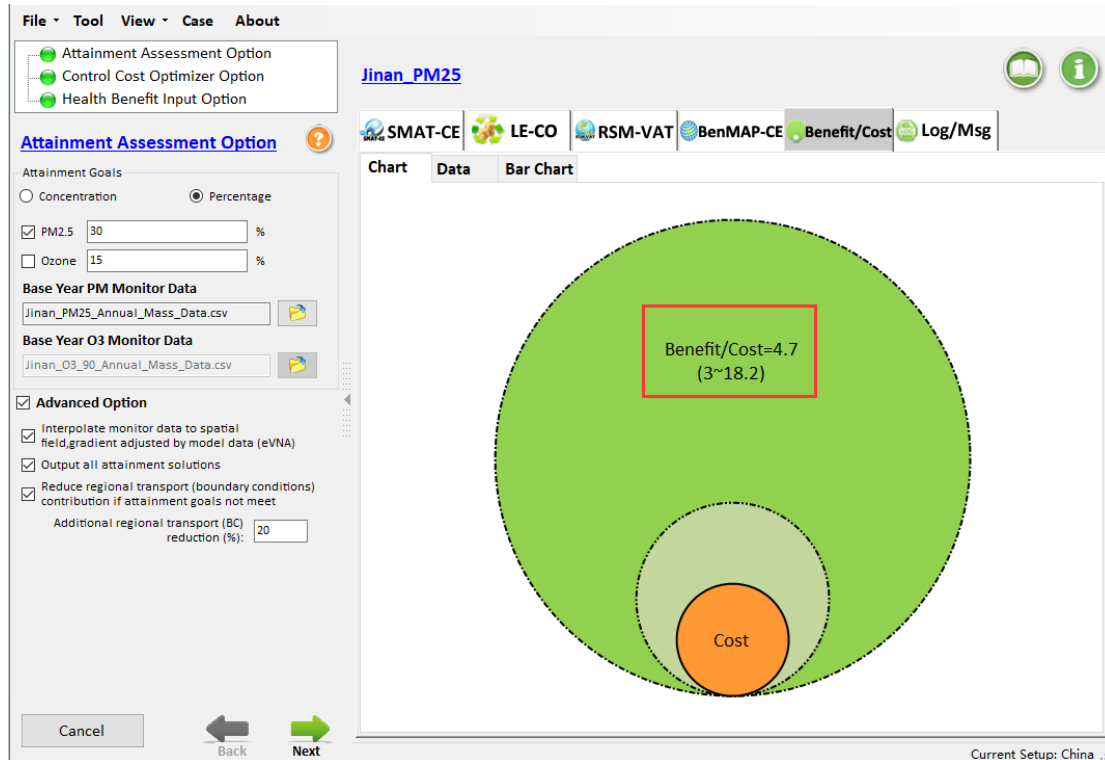 File Tool View Case About
Attainment Assessment Option
Control Cost Optimizer Option
Health Benefit Input Option
Attainment Assessment Option
?
Attainment Goals
Concentration Percentage
PM2.5 30 %
Ozone 15 %
Base Year PM Monitor Data
Jinan_PM25_Annual_Mass_Data.csv
Base Year O3 Monitor Data
Jinan_O3_90_Annual_Mass_Data.csv
Advanced Option
Interpolate monitor data to spatial
field,gradient adjusted by model data (eVNA)
Output all attainment solutions
Reduce regional transport (boundary conditions)
contribution if attainment goals not meet
Additional regional transport (BC)
reduction (%): 20
Cancel
Back
Next
Jinan_PM25
i
SMAT-CE LE-CO RSM-VAT BenMAP-CE Benefit/Cost Log/Msg
Chart Data Bar Chart
Benefit/Cost=4.7
(3~18.2)
Cost
Current Setup: China